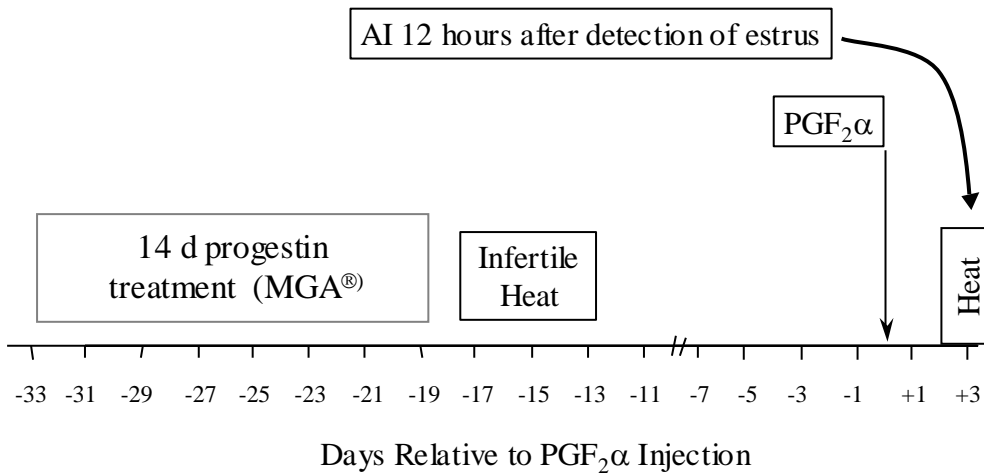 AI 12 hours after detection of estrus
PGF₂α
14 d progestin
treatment (MGA®)
Infertile
Heat
Heat
-33 -31 -29 -27 -25 -23 -21 -19 -17 -15 -13 -11 -9 -7 -5 -3 -1 +1 +3
Days Relative to PGF₂α Injection